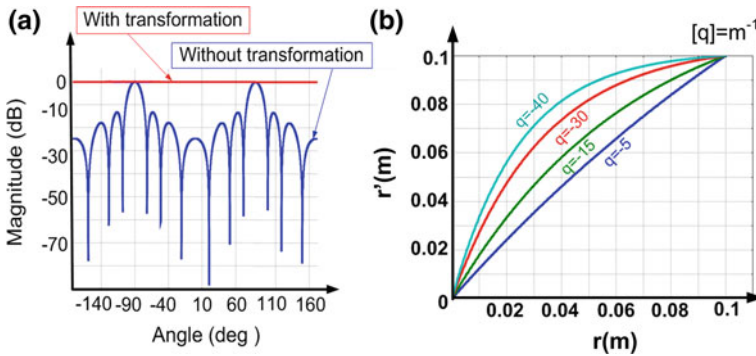 (a)
With transformation
Without transformation
0
-10
-30
-50
-70
Magnitude (dB)
-140 -90 -40 10 60 110 160
Angle (deg )
(b)
[q]=m⁻¹
0.1
0.08
0.06
0.04
0.02
0
r'(m)
q=-40
q=-30
q=-15
q=-5
0.02 0.04 0.06 0.08 0.1
r(m)